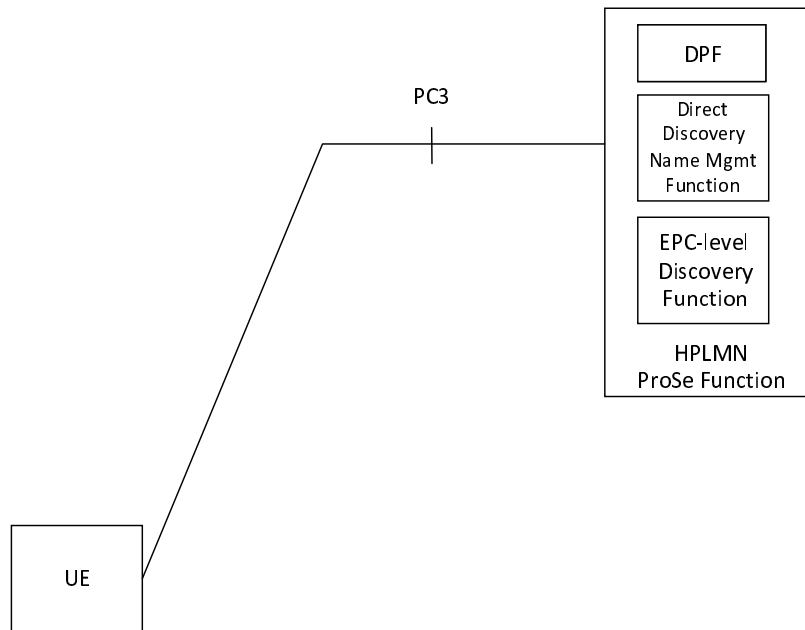 DPF
PC3
Direct
Discovery
Name Mgmt
Function
EPC-level
Discovery
Function
HPLMN
ProSe Function
UE